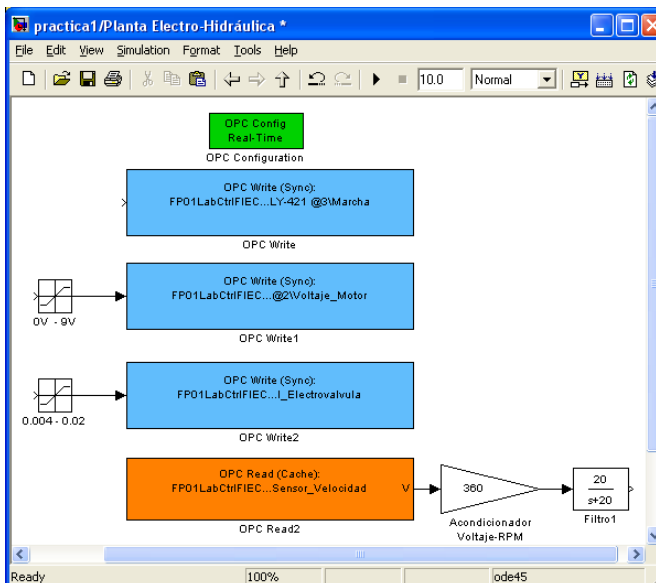 practica1/Planta Electro-Hidráulica *
File Edit View Simulation Format Tools Help
10.0 Normal
OPC Config
Real-Time
OPC Configuration
OPC Write (Sync):
FP01LabCtrlFIEC...LY-421 @3\Marcha
OPC Write
OPC Write (Sync):
FP01LabCtrlFIEC...@2\Voltaje_Motor
0V - 9V
OPC Write1
OPC Write (Sync):
FP01LabCtrlFIEC...I_Electrovalvula
0.004 - 0.02
OPC Write2
OPC Read (Cache):
FP01LabCtrlFIEC...Sensor_Velocidad
V
OPC Read2
360
Acondicionador
Voltaje-RPM
20
s+20
Filtro1
Ready 100% ode45